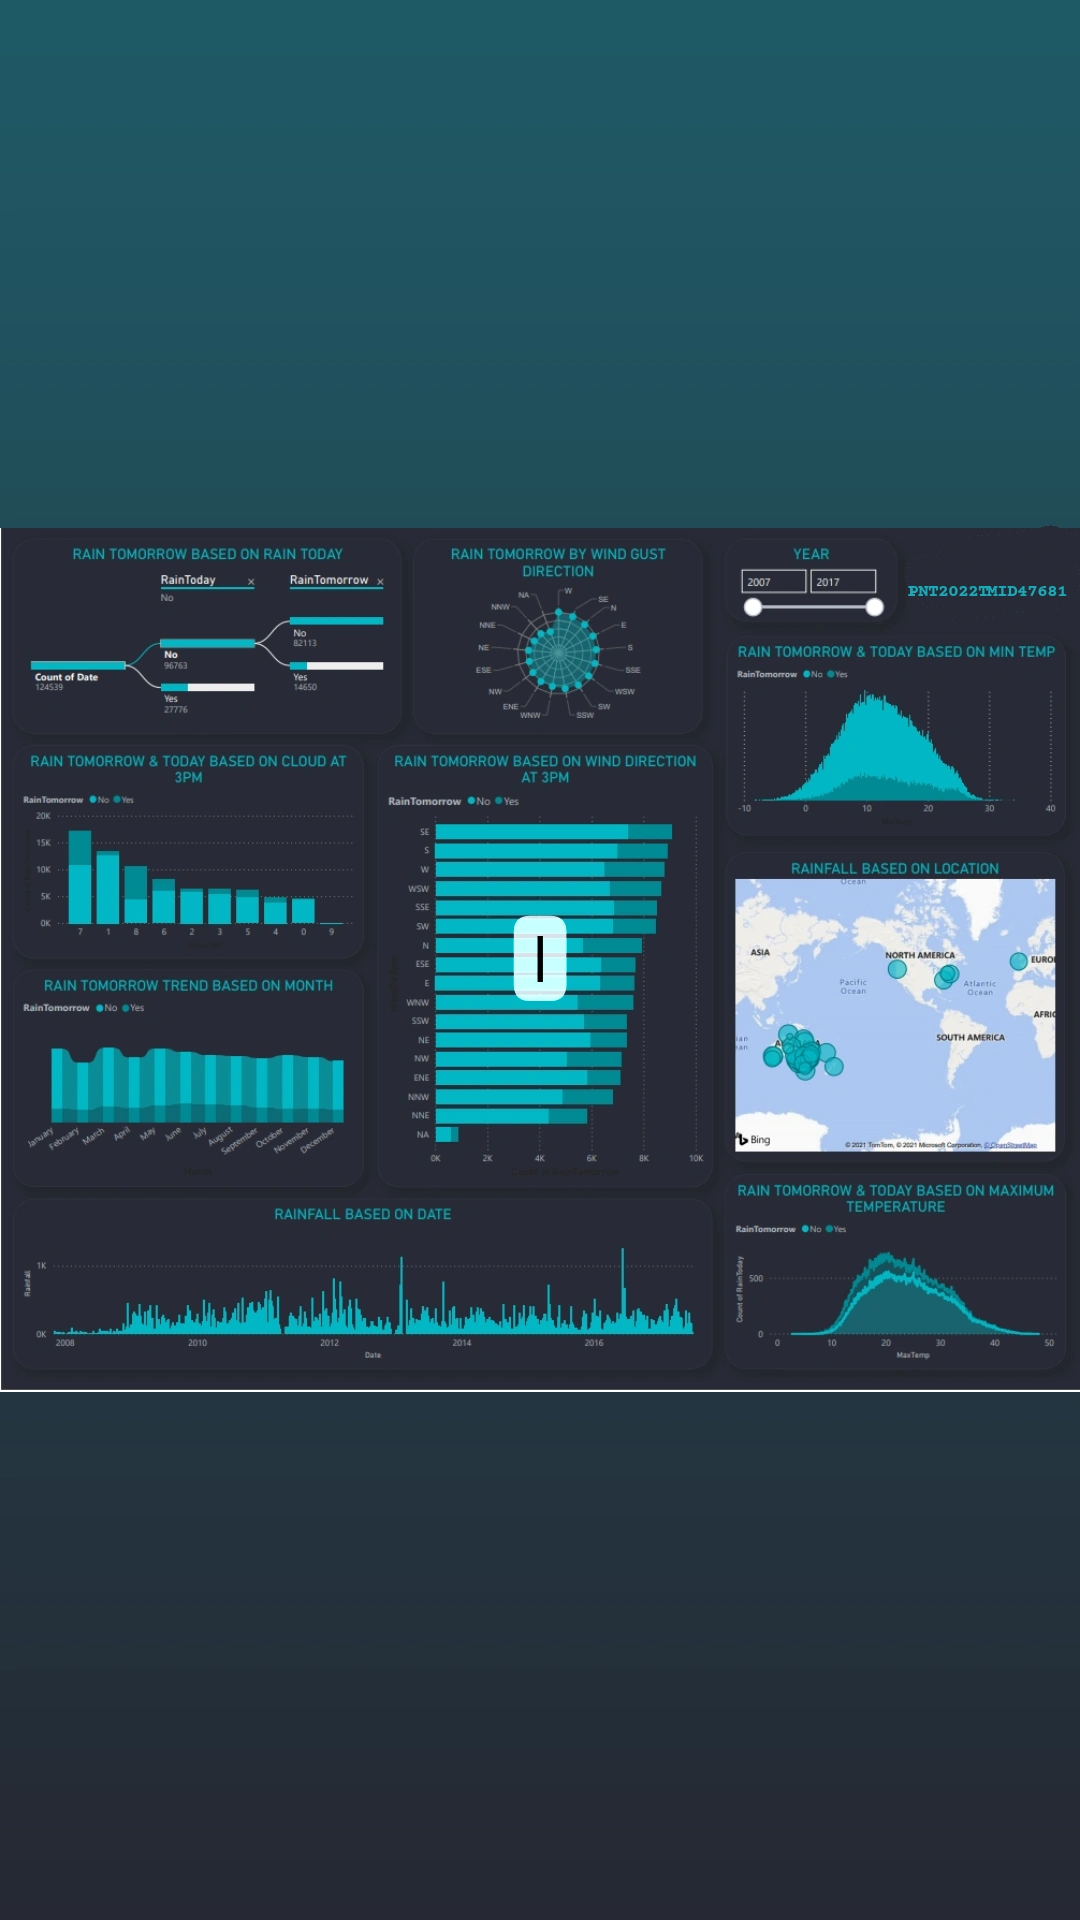 RAIN TOMORROW BASED ON RAIN TODAY
RainToday ×
RainTomorrow ×
No
No
82113
No
96763
Count of Date
124539
Yes
14650
Yes
27776
RAIN TOMORROW BY WIND GUST
DIRECTION
W
NA
SE
NNW
N
NNE
E
NE
S
ESE
SSE
NW
WSW
ENE
SW
WNW
SSW
YEAR
2007
2017
PNT2022TMID47681
RAIN TOMORROW & TODAY BASED ON MIN TEMP
RainTomorrow No Yes
-10 0 10 20 30 40
RAIN TOMORROW & TODAY BASED ON CLOUD AT
3PM
RainTomorrow No Yes
20K
15K
10K
5K
0K
7 1 8 6 2 3 5 4 0 9
RAIN TOMORROW BASED ON WIND DIRECTION
AT 3PM
RainTomorrow No Yes
SE
S
W
WSW
SSE
SW
N
ESE
E
WNW
SSW
NE
NW
ENE
NNW
NNE
NA
0K 2K 4K 6K 8K 10K
I
RAINFALL BASED ON LOCATION
Ocean
ASIA
NORTH AMERICA
EURO
Pacific
Ocean
Atlantic
Ocean
AFRIC
SOUTH AMERICA
Bing
© 2021 TomTom, © 2021 Microsoft Corporation, © OpenStreetMap
RAIN TOMORROW TREND BASED ON MONTH
RainTomorrow No Yes
January February March April May June July August September October November December
Month
RAINFALL BASED ON DATE
Rainfall
1K
0K
2008 2010 2012 2014 2016
Date
RAIN TOMORROW & TODAY BASED ON MAXIMUM
TEMPERATURE
RainTomorrow No Yes
Count of RainToday
500
0
0 10 20 30 40 50
MaxTemp